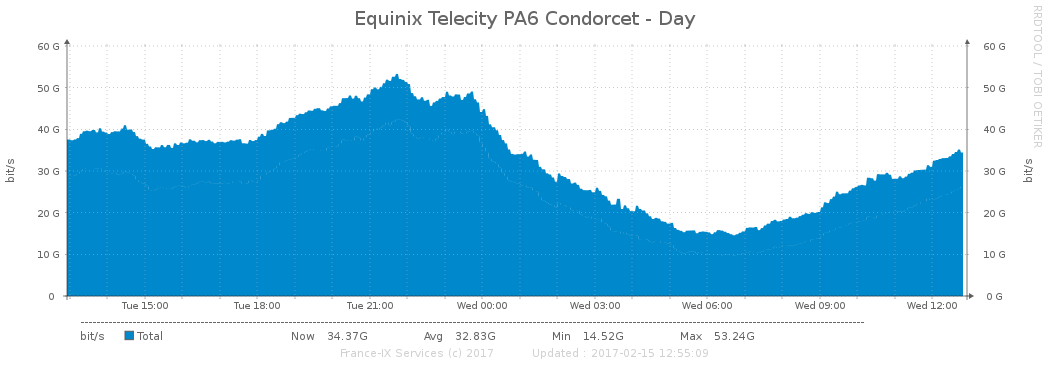 Equinix Telecity PA6 Condorcet - Day
RRDTOOL / TOBI OETIKER
60 G 60 G
50 G 50 G
40 G 40 G
30 G 30 G
20 G 20 G
10 G 10 G
0 0 G
bit/s bit/s
Tue 15:00 Tue 18:00 Tue 21:00 Wed 00:00 Wed 03:00 Wed 06:00 Wed 09:00 Wed 12:00
bit/s Total Now 34.37G Avg 32.83G Min 14.52G Max 53.24G
France-IX Services (c) 2017 Updated : 2017-02-15 12:55:09